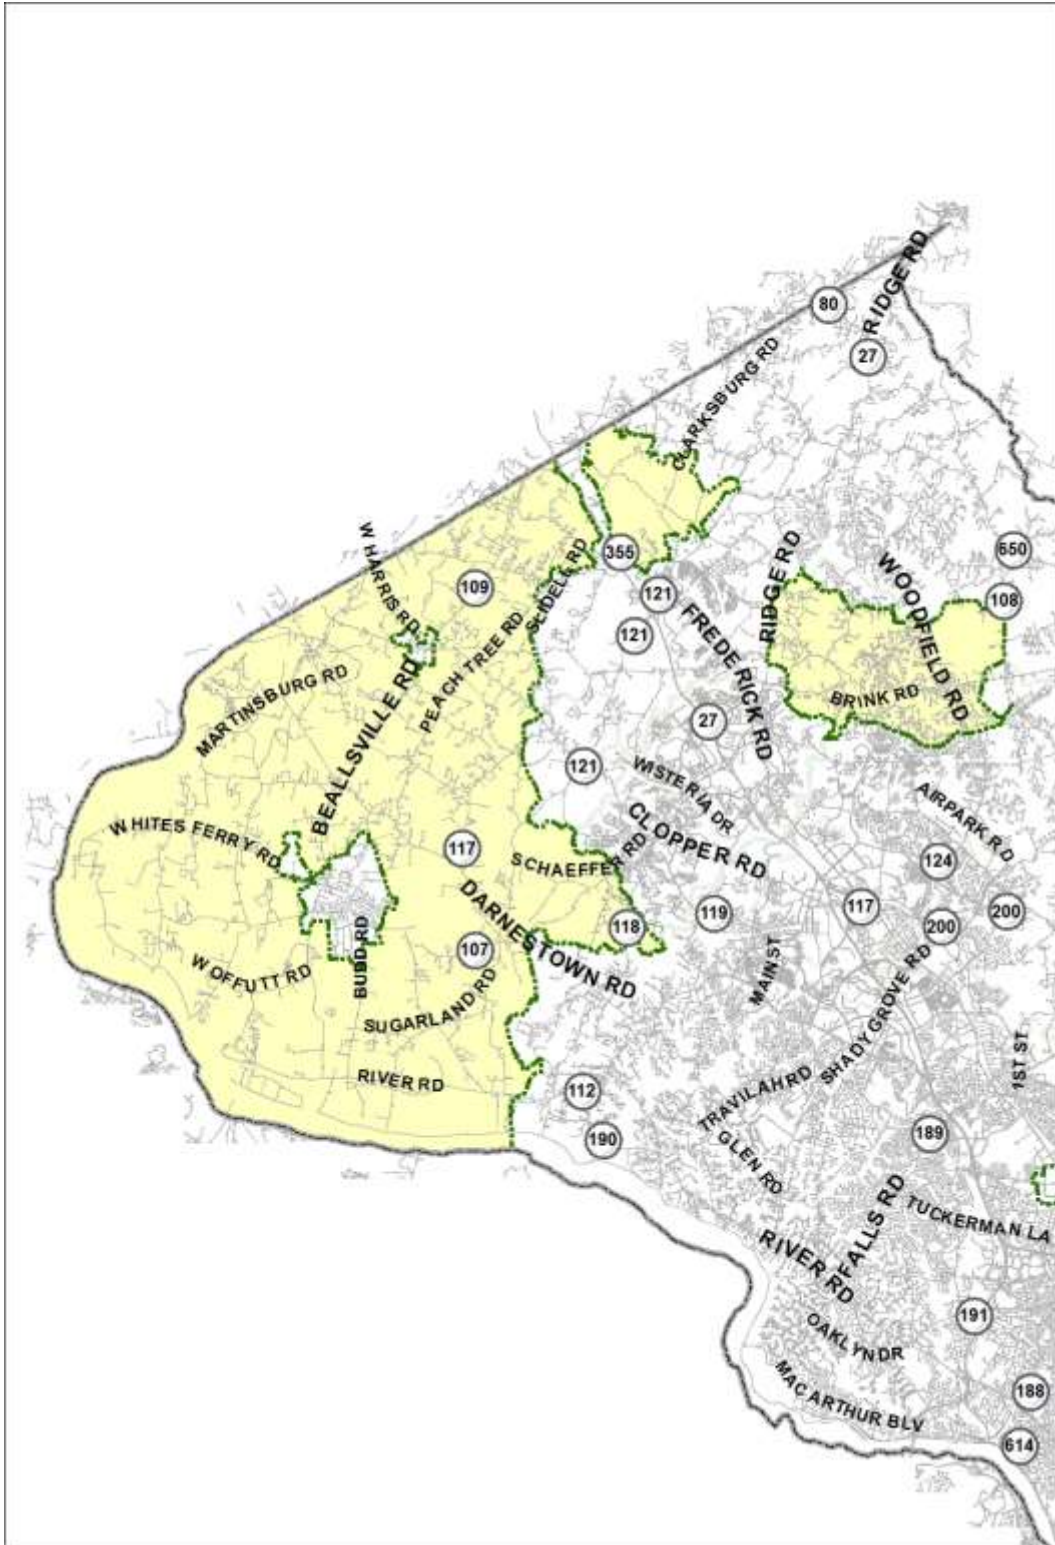 RIDGE RD
80
27
CLARKSBURG RD
355
650
W HARRIS RD
109
SLIDELL RD
121
RIDGE RD
WOODFIELD RD
108
121
PEACH TREE RD
FREDERICK RD
MARTINSBURG RD
BEALLSVILLE RD
BRINK RD
27
121
WISTERIA DR
AIRPARK RD
WHITES FERRY RD
117
SCHAEFFER RD
CLOPPER RD
124
DARNESTOWN RD
118
119
117
200
200
BUDD RD
107
W OFFUTT RD
MAIN ST
SHADY GROVE RD
SUGARLAND RD
RIVER RD
112
TRAVILAH RD
1ST ST
190
GLEN RD
189
FALLS RD
TUCKERMAN LA
RIVER RD
191
OAKLYN DR
MAC ARTHUR BLV
188
614